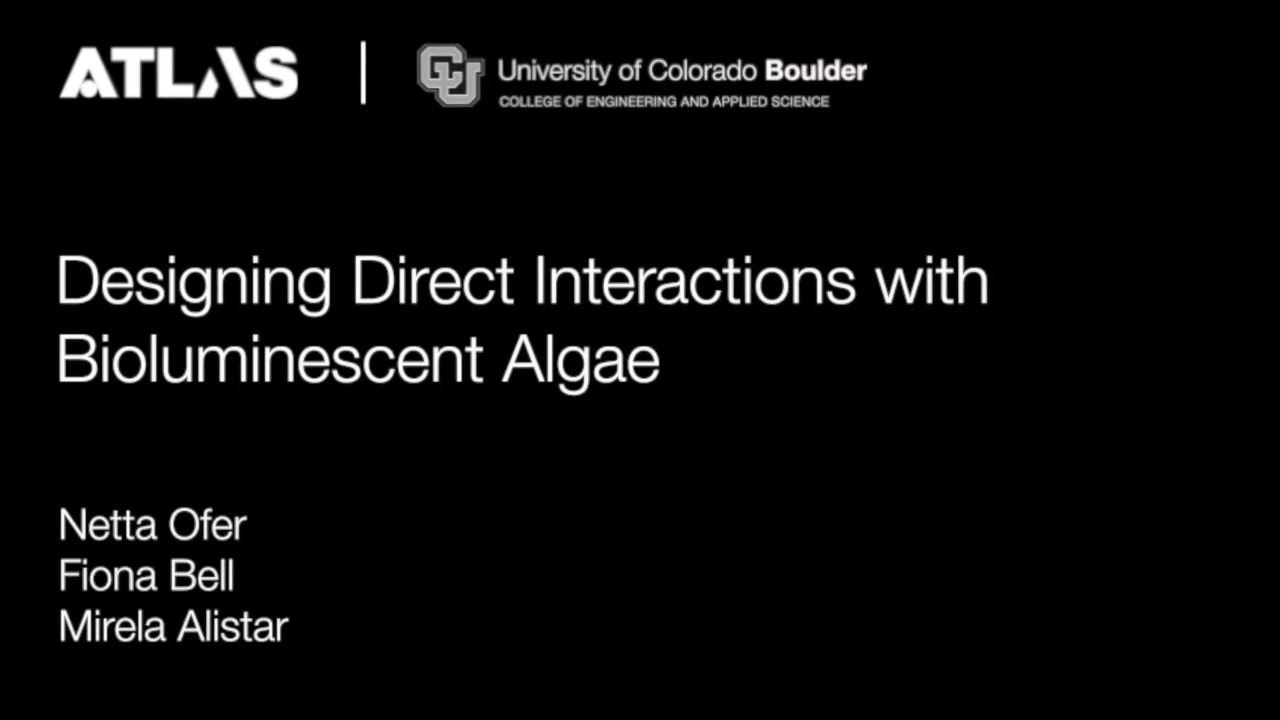 ATLAS
CU
University of Colorado Boulder
COLLEGE OF ENGINEERING AND APPLIED SCIENCE
Designing Direct Interactions with
Bioluminescent Algae
Netta Ofer
Fiona Bell
Mirela Alistar